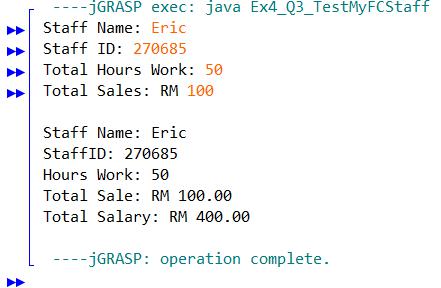 ----jGRASP exec: java Ex4_Q3_TestMyFCStaff
Staff Name: Eric
Staff ID: 270685
Total Hours Work: 50
Total Sales: RM 100
Staff Name: Eric
StaffID: 270685
Hours Work: 50
Total Sale: RM 100.00
Total Salary: RM 400.00
----jGRASP: operation complete.